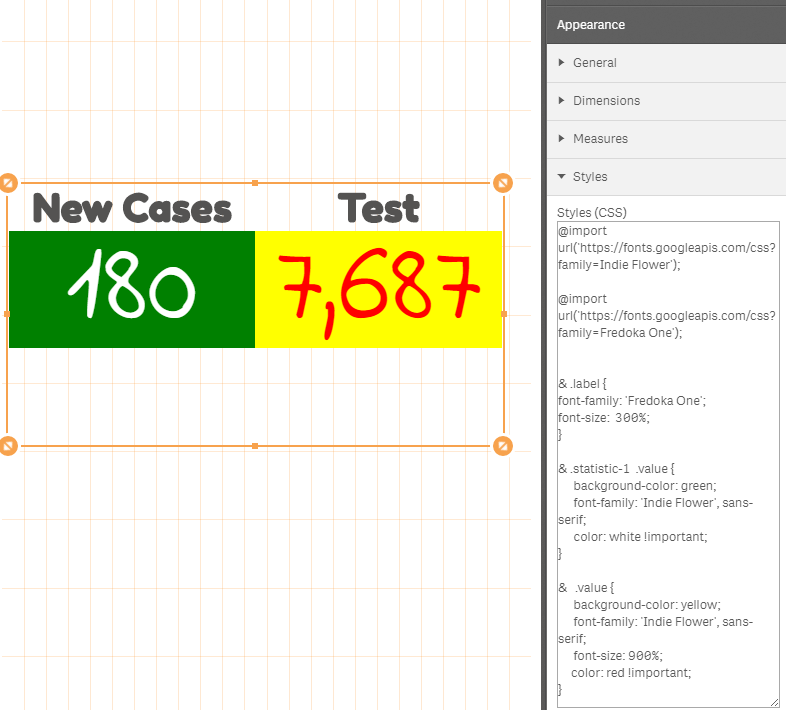 New Cases
Test
180
7,687
Appearance
General
Dimensions
Measures
Styles
Styles (CSS)
@import
url('https://fonts.googleapis.com/css?
family=Indie Flower');
@import
url('https://fonts.googleapis.com/css?
family=Fredoka One');
& .label {
font-family: 'Fredoka One';
font-size:  300%;
}
& .statistic-1  .value {
background-color: green;
font-family: 'Indie Flower', sans-
serif;
color: white !important;
}
&  .value {
background-color: yellow;
font-family: 'Indie Flower', sans-
serif;
font-size: 900%;
color: red !important;
}